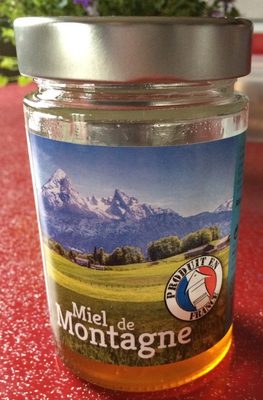 Miel de
Montagne
PRODUIT EN
FRANCE